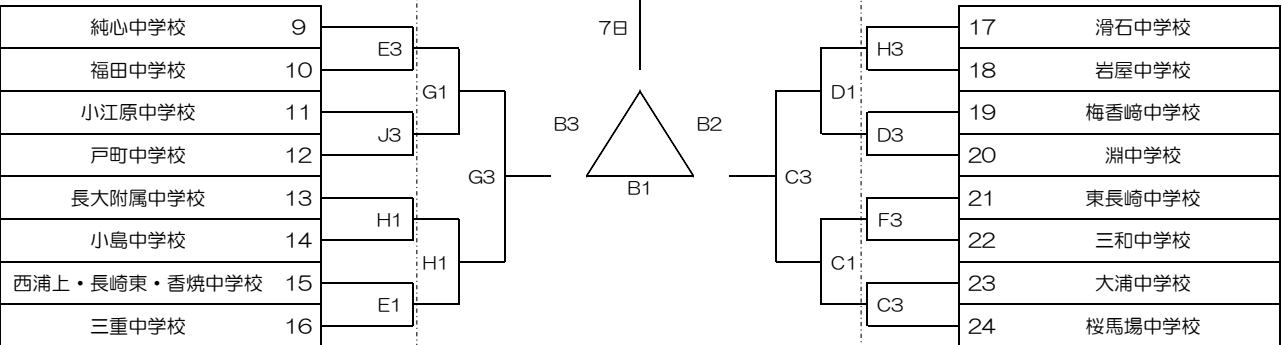 純心中学校 9
福田中学校 10
小江原中学校 11
戸町中学校 12
長大附属中学校 13
小島中学校 14
西浦上・長崎東・香焼中学校 15
三重中学校 16
E3
J3
H1
E1
G1
H1
G3
7日
B3
B2
B1
C3
D1
C1
H3
D3
F3
C3
17 滑石中学校
18 岩屋中学校
19 梅香﨑中学校
20 淵中学校
21 東長崎中学校
22 三和中学校
23 大浦中学校
24 桜馬場中学校